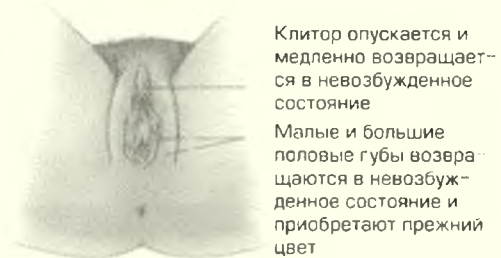 Клитор опускается и
медленно возвращает-
ся в невозбужденное
состояние
Малые и большие
половые губы возвра-
щаются в невозбуж-
денное состояние и
приобретают прежний
цвет